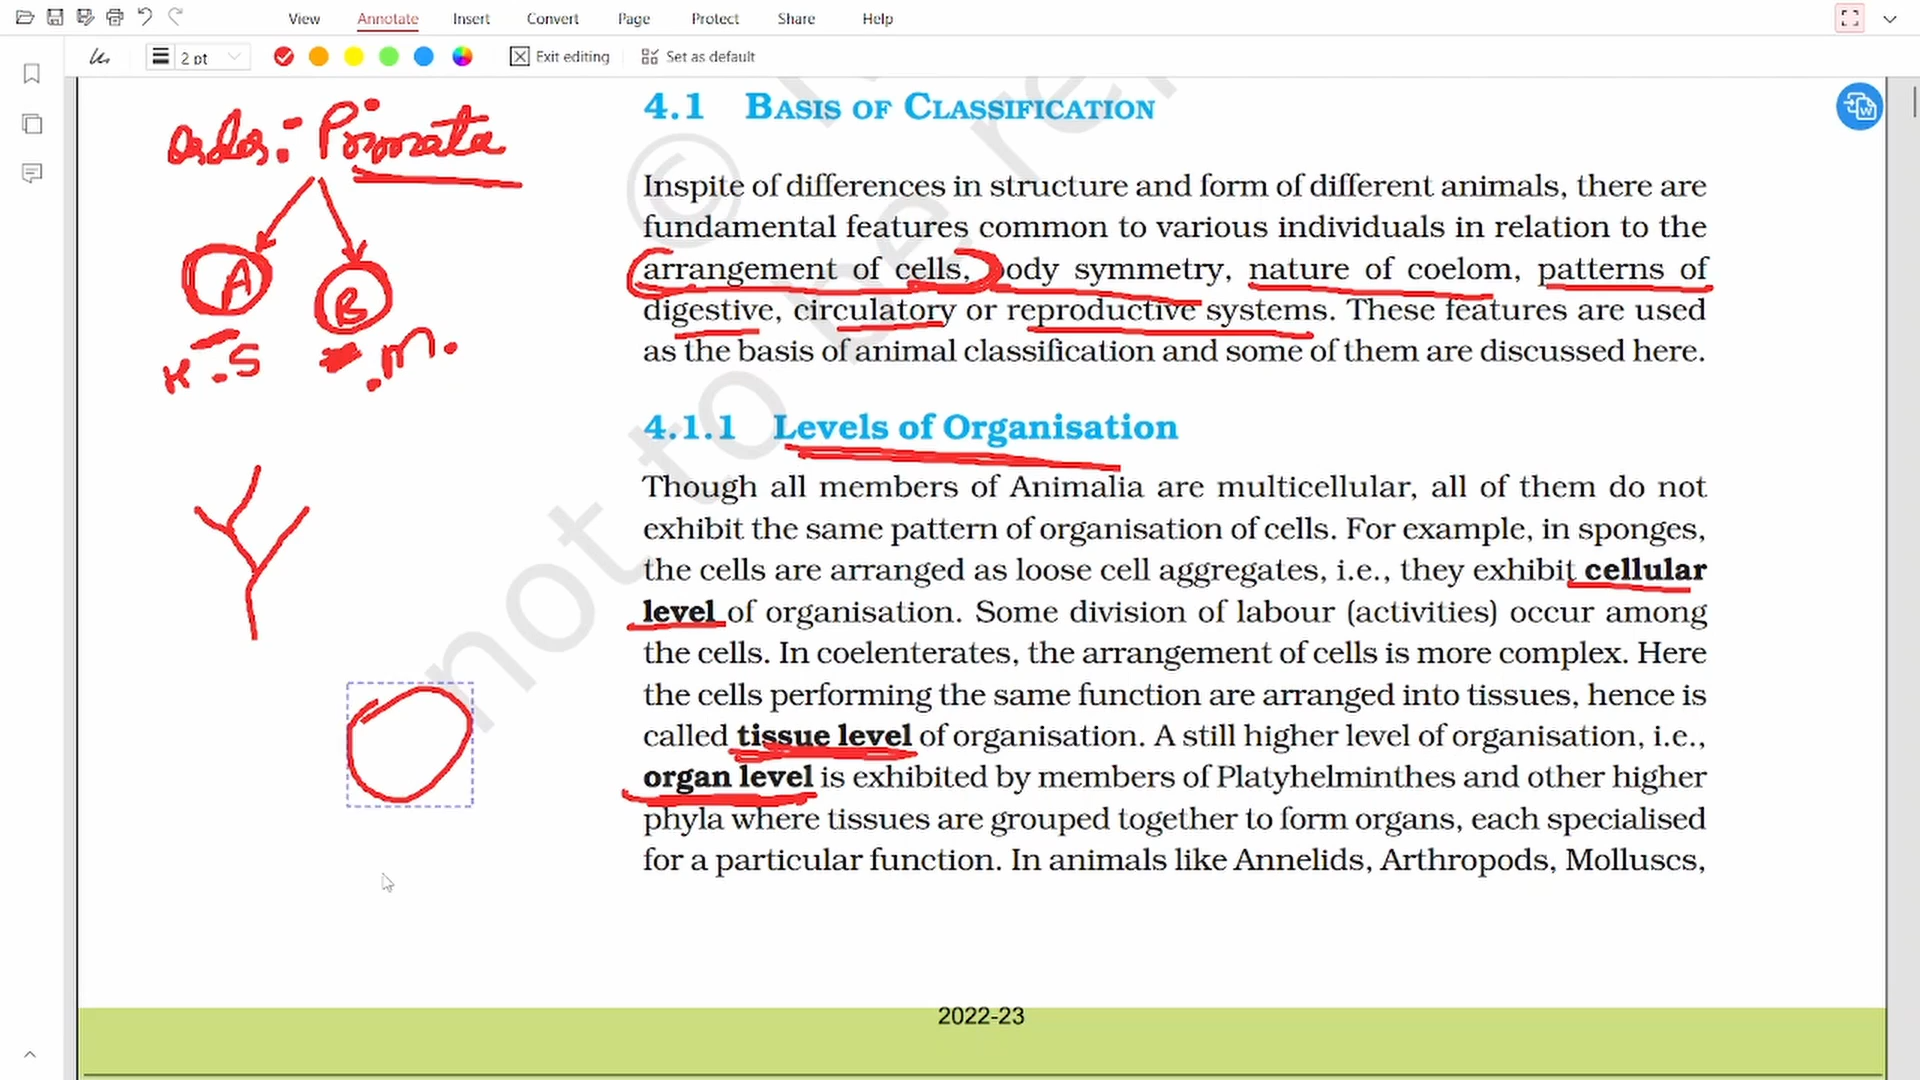 View Annotate Insert Convert Page Protect Share Help
2 pt Exit editing Set as default
4.1 BASIS OF CLASSIFICATION
Inspite of differences in structure and form of different animals, there are
fundamental features common to various individuals in relation to the
arrangement of cells, body symmetry, nature of coelom, patterns of
digestive, circulatory or reproductive systems. These features are used
as the basis of animal classification and some of them are discussed here.
4.1.1 Levels of Organisation
Though all members of Animalia are multicellular, all of them do not
exhibit the same pattern of organisation of cells. For example, in sponges,
the cells are arranged as loose cell aggregates, i.e., they exhibit cellular
level of organisation. Some division of labour (activities) occur among
the cells. In coelenterates, the arrangement of cells is more complex. Here
the cells performing the same function are arranged into tissues, hence is
called tissue level of organisation. A still higher level of organisation, i.e.,
organ level is exhibited by members of Platyhelminthes and other higher
phyla where tissues are grouped together to form organs, each specialised
for a particular function. In animals like Annelids, Arthropods, Molluscs,
2022-23
Primata
A
B
K.S
.M.
© not to be re